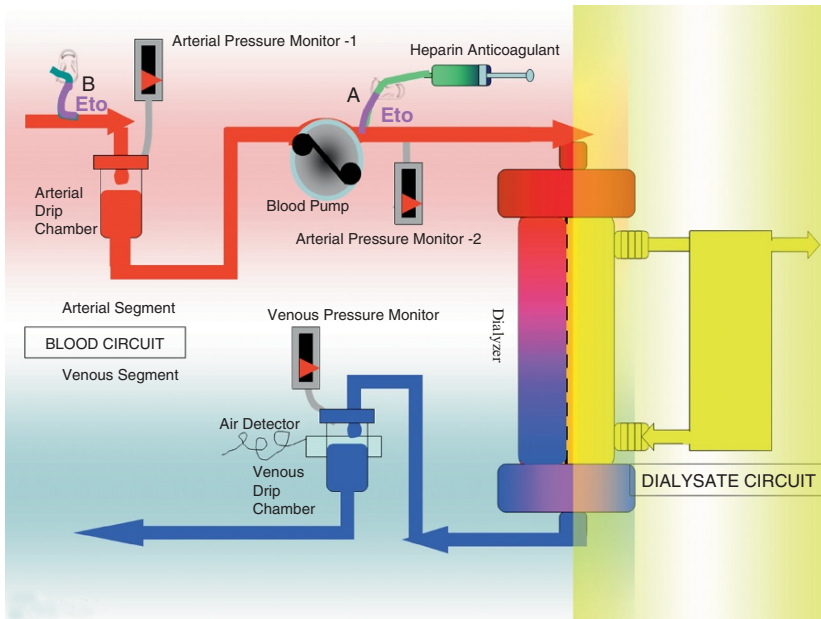 Arterial Pressure Monitor -1
Heparin Anticoagulant
B
Eto
A
Eto
Arterial
Drip
Chamber
Blood Pump
Arterial Pressure Monitor -2
Arterial Segment
BLOOD CIRCUIT
Venous Segment
Venous Pressure Monitor
Dialyzer
Air Detector
Venous
Drip
Chamber
DIALYSATE CIRCUIT